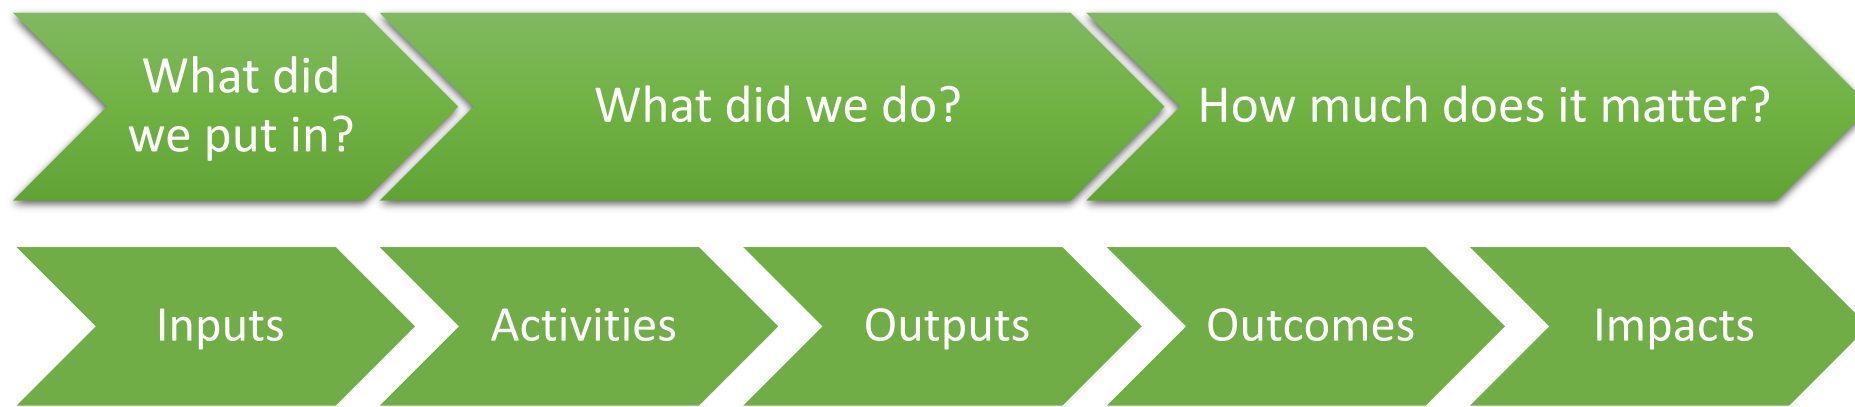 What did
we put in?
What did we do?
How much does it matter?
Inputs
Activities
Outputs
Outcomes
Impacts